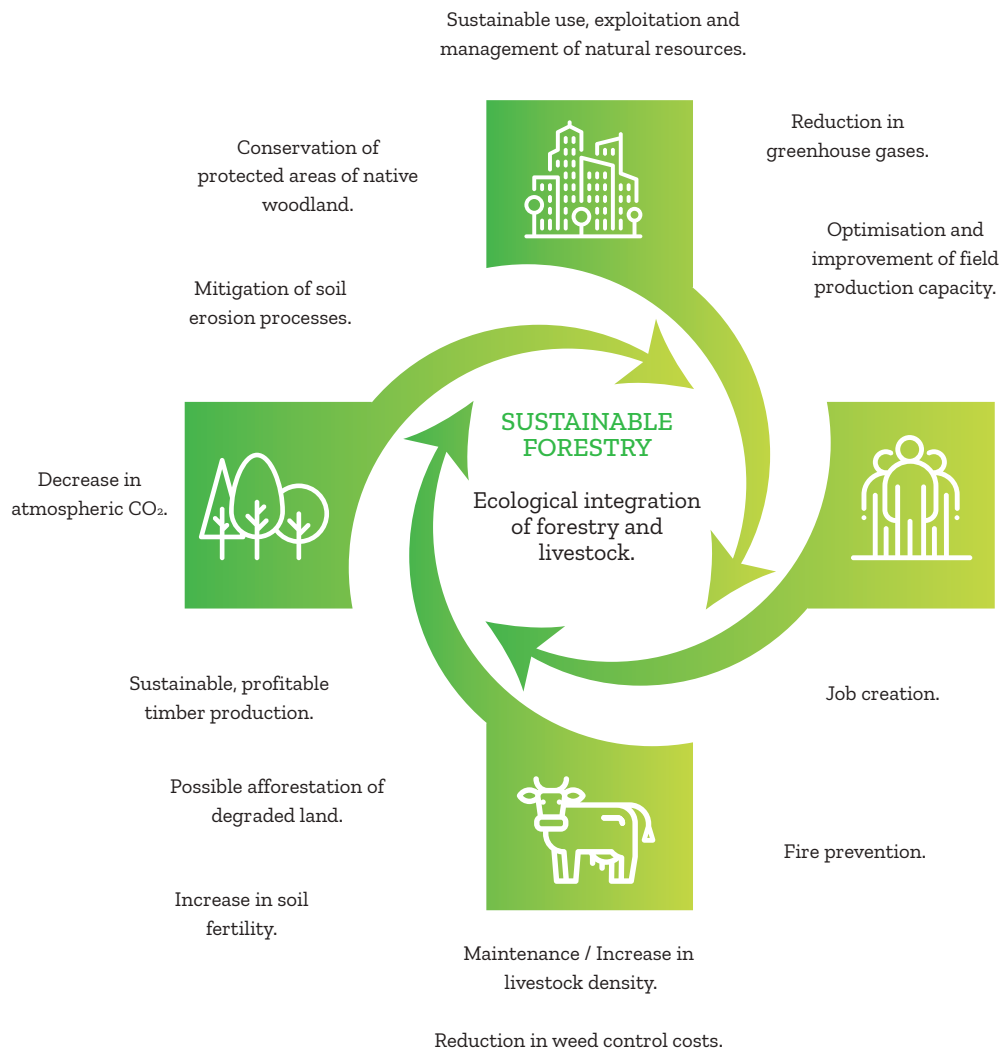 Sustainable use, exploitation and
management of natural resources.
Reduction in
greenhouse gases.
Conservation of
protected areas of native
woodland.
Optimisation and
improvement of field
production capacity.
Mitigation of soil
erosion processes.
SUSTAINABLE
FORESTRY
Ecological integration
of forestry and
livestock.
Decrease in
atmospheric CO₂.
Sustainable, profitable
timber production.
Job creation.
Possible afforestation of
degraded land.
Fire prevention.
Increase in soil
fertility.
Maintenance / Increase in
livestock density.
Reduction in weed control costs.